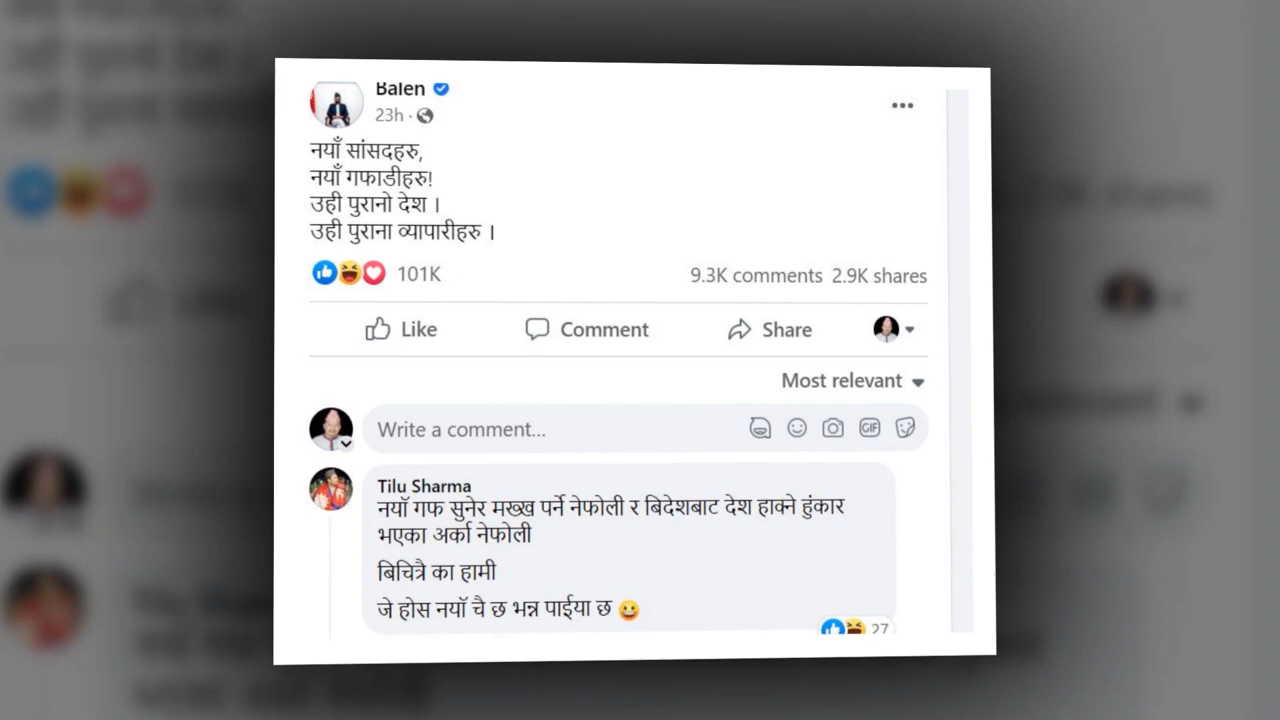 Balen
23h ·
नयाँ सांसदहरु,
नयाँ गफाडीहरु!
उही पुरानो देश ।
उही पुराना व्यापारीहरु ।
101K
9.3K comments 2.9K shares
Like Comment Share
Most relevant
Write a comment...
GIF
Tilu Sharma
नयाॅ गफ सुनेर मख्ख पर्ने नेफोली र बिदेशबाट देश हाक्ने हुंकार
भएका अर्का नेफोली
बिचित्रै का हामी
जे होस नयाॅ चै छ भन्न पाईया छ 😀
27